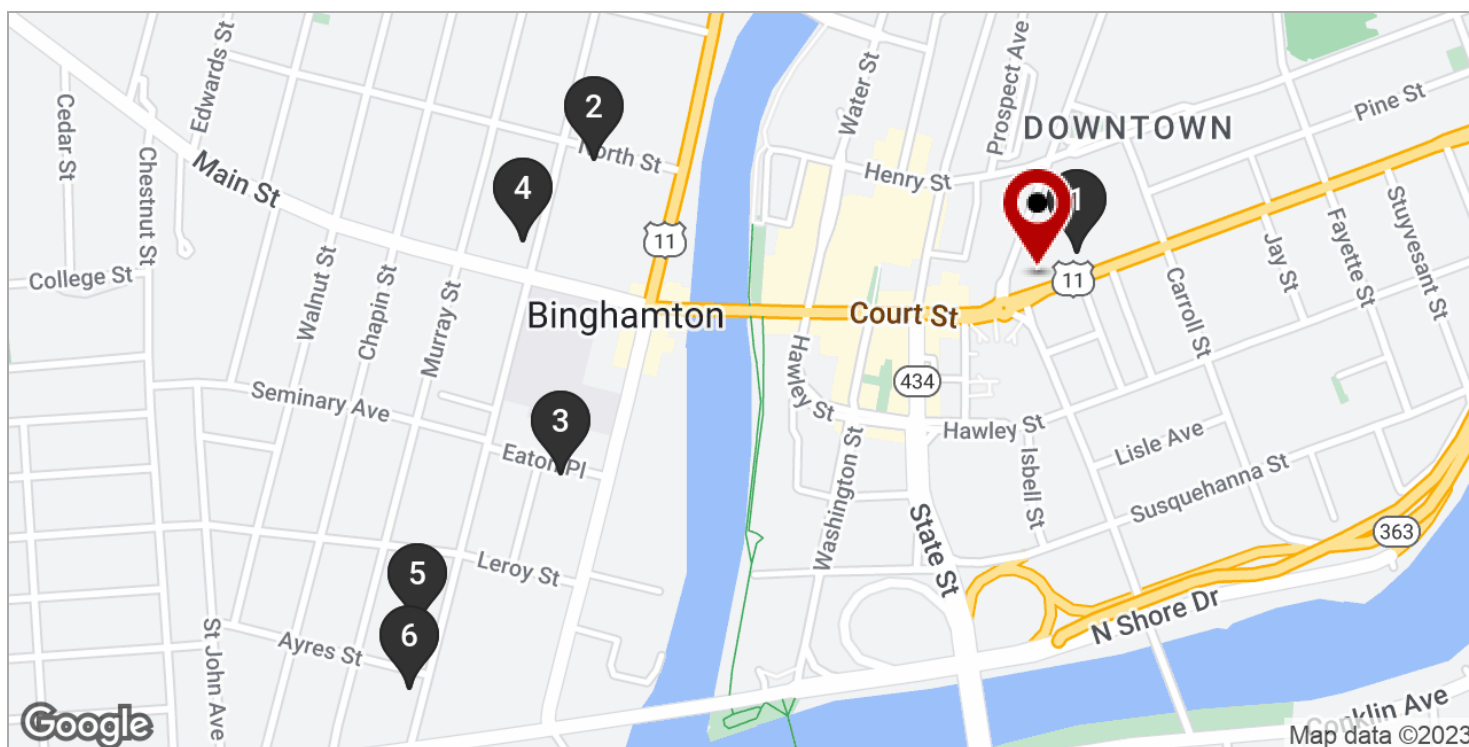 Cedar St
Edwards St
Chestnut St
Main St
College St
Walnut St
Chapin St
Murray St
Seminary Ave
2
North St
4
11
Binghamton
3
Eaton Pl
5
6
Leroy St
Ayres St
St John Ave
Water St
Prospect Ave
DOWNTOWN
Pine St
Henry St
1
11
Court St
Carroll St
Jay St
Fayette St
Stuyvesant St
434
Hawley St
Hawley St
Lisle Ave
Isbell St
Susquehanna St
Washington St
State St
363
N Shore Dr
Conklin Ave
Google
Map data ©2023